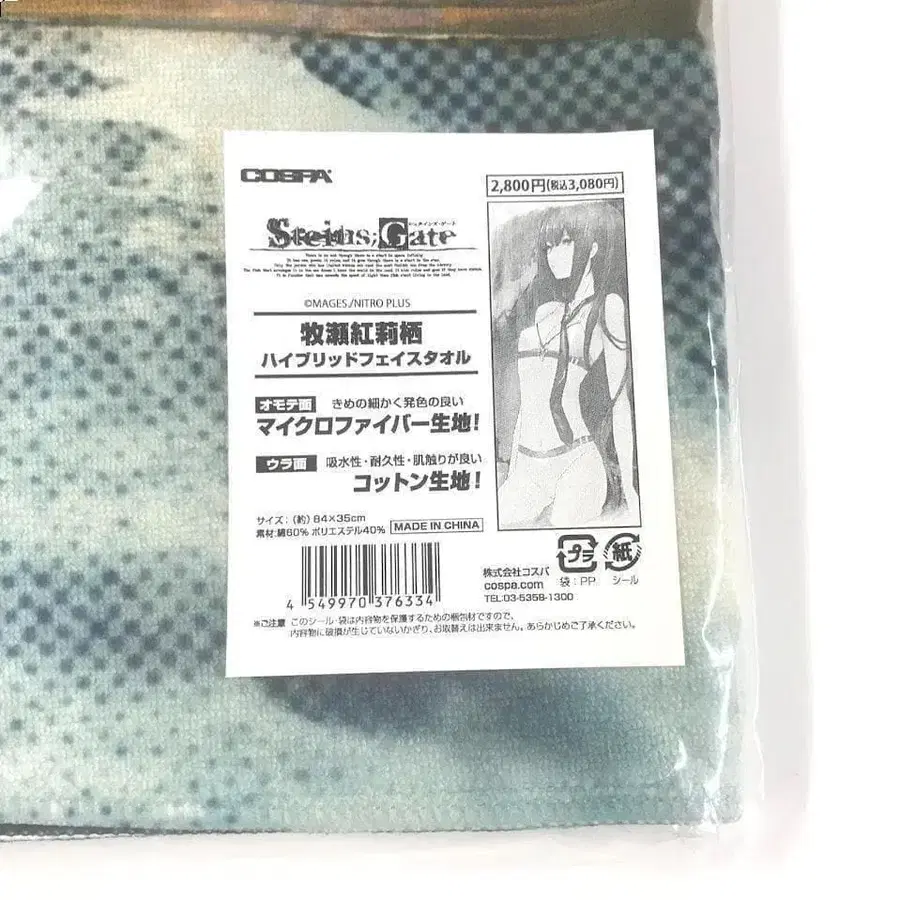 COSPA
2,800円(税込3,080円)
シュタインズ・ゲート
Steins;Gate
©MAGES./NITRO PLUS
牧瀬紅莉栖
ハイブリッドフェイスタオル
オモテ面 きめの細かく発色の良い
マイクロファイバー生地!
ウラ面 吸水性・耐久性・肌触りが良い
コットン生地!
サイズ:(約)84×35cm
素材:綿60% ポリエステル40%
MADE IN CHINA
4 549970 376334
株式会社コスパ
cospa.com
TEL:03-5358-1300
プラ
袋:PP
紙
シール
※ご注意 このシール・袋は内容物を保護するための梱包材ですので、
内容物に破損が生じていないかぎり、お取替えは出来ません。あらかじめご了承ください。